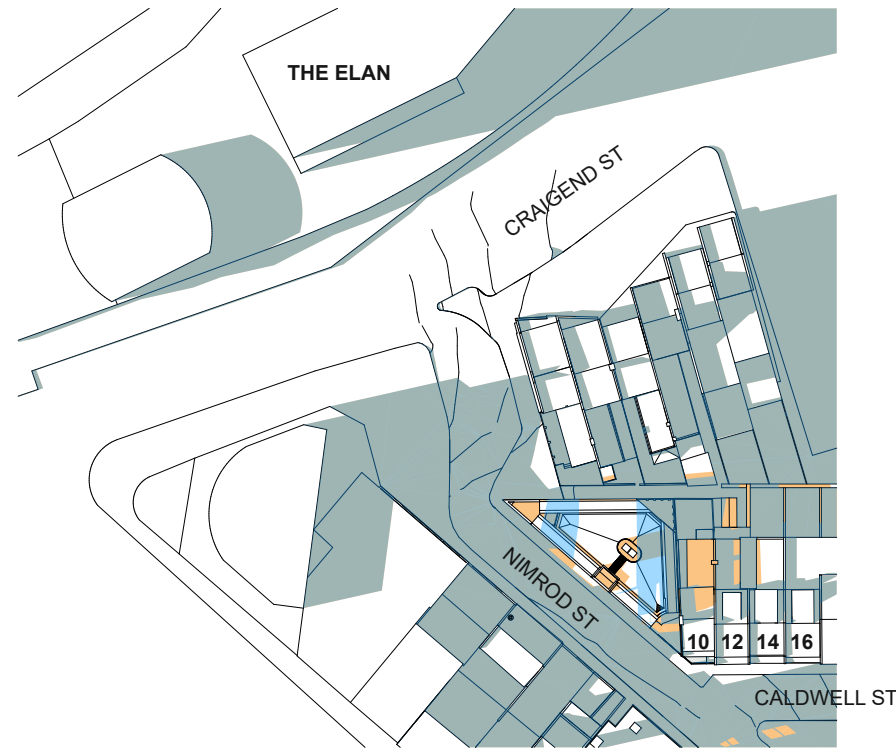 THE ELAN
CRAIGEND ST
NIMROD ST
10 12 14 16
CALDWELL ST